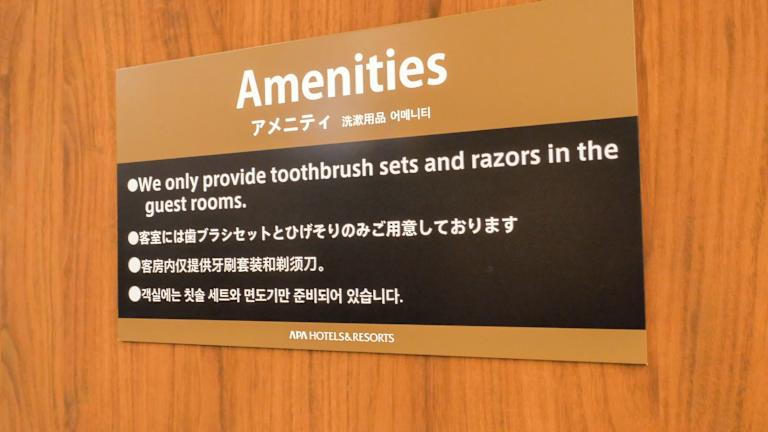 Amenities
アメニティ 洗漱用品 어메니티
●We only provide toothbrush sets and razors in the
guest rooms.
●客室には歯ブラシセットとひげそりのみご用意しております
●客房内仅提供牙刷套装和剃须刀。
●객실에는 칫솔 세트와 면도기만 준비되어 있습니다.
APA HOTELS&RESORTS